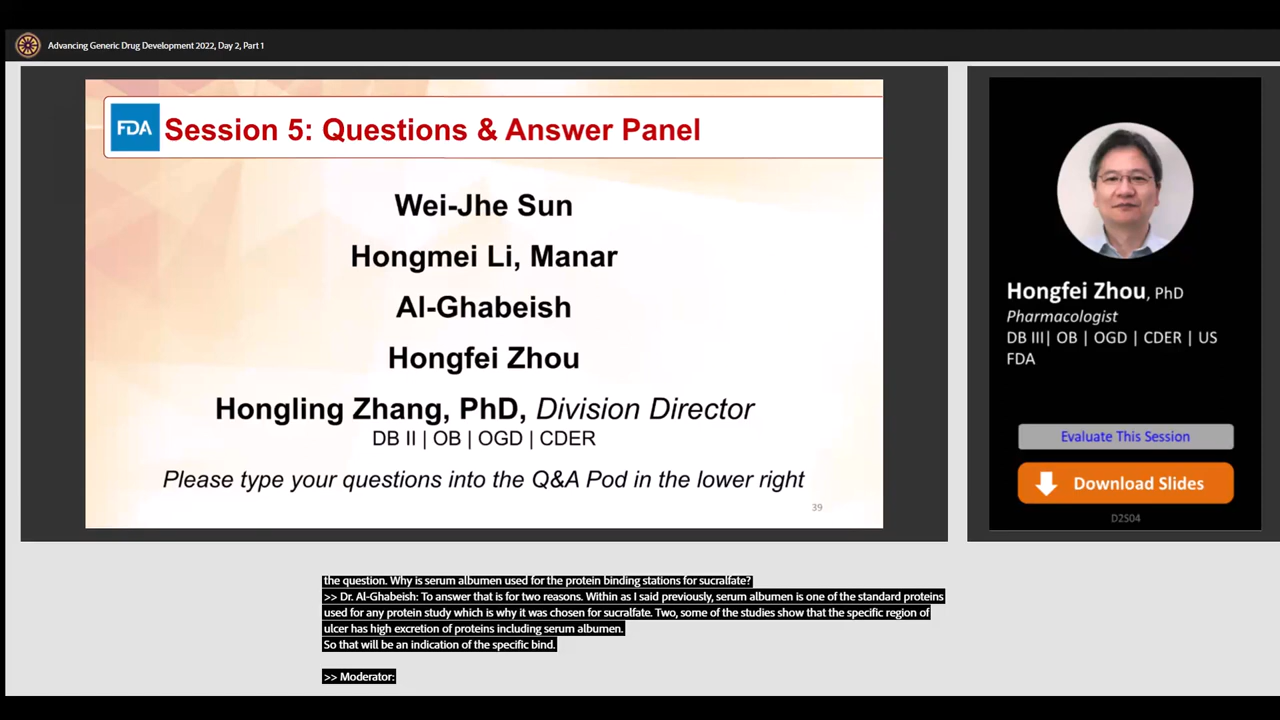 Advancing Generic Drug Development 2022, Day 2, Part 1
FDA
Session 5: Questions & Answer Panel
Wei-Jhe Sun
Hongmei Li, Manar
Al-Ghabeish
Hongfei Zhou
Hongling Zhang, PhD, Division Director
DB II | OB | OGD | CDER
Please type your questions into the Q&A Pod in the lower right
39
Hongfei Zhou, PhD
Pharmacologist
DB III| OB | OGD | CDER | US
FDA
Evaluate This Session
Download Slides
D2S04
the question. Why is serum albumen used for the protein binding stations for sucralfate?
>> Dr. Al-Ghabeish: To answer that is for two reasons. Within as I said previously, serum albumen is one of the standard proteins
used for any protein study which is why it was chosen for sucralfate. Two, some of the studies show that the specific region of
ulcer has high excretion of proteins including serum albumen.
So that will be an indication of the specific bind.
>> Moderator: